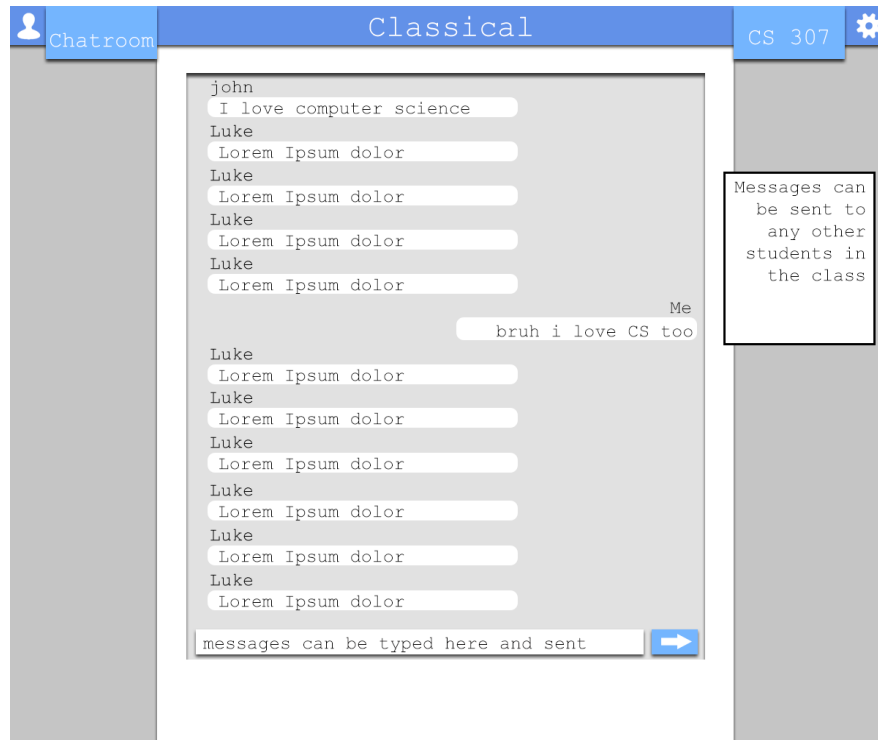 Chatroom
Classical
CS 307
john
I love computer science
Luke
Lorem Ipsum dolor
Luke
Lorem Ipsum dolor
Luke
Lorem Ipsum dolor
Luke
Lorem Ipsum dolor
Me
bruh i love CS too
Luke
Lorem Ipsum dolor
Luke
Lorem Ipsum dolor
Luke
Lorem Ipsum dolor
Luke
Lorem Ipsum dolor
Luke
Lorem Ipsum dolor
Luke
Lorem Ipsum dolor
messages can be typed here and sent
Messages can
be sent to
any other
students in
the class